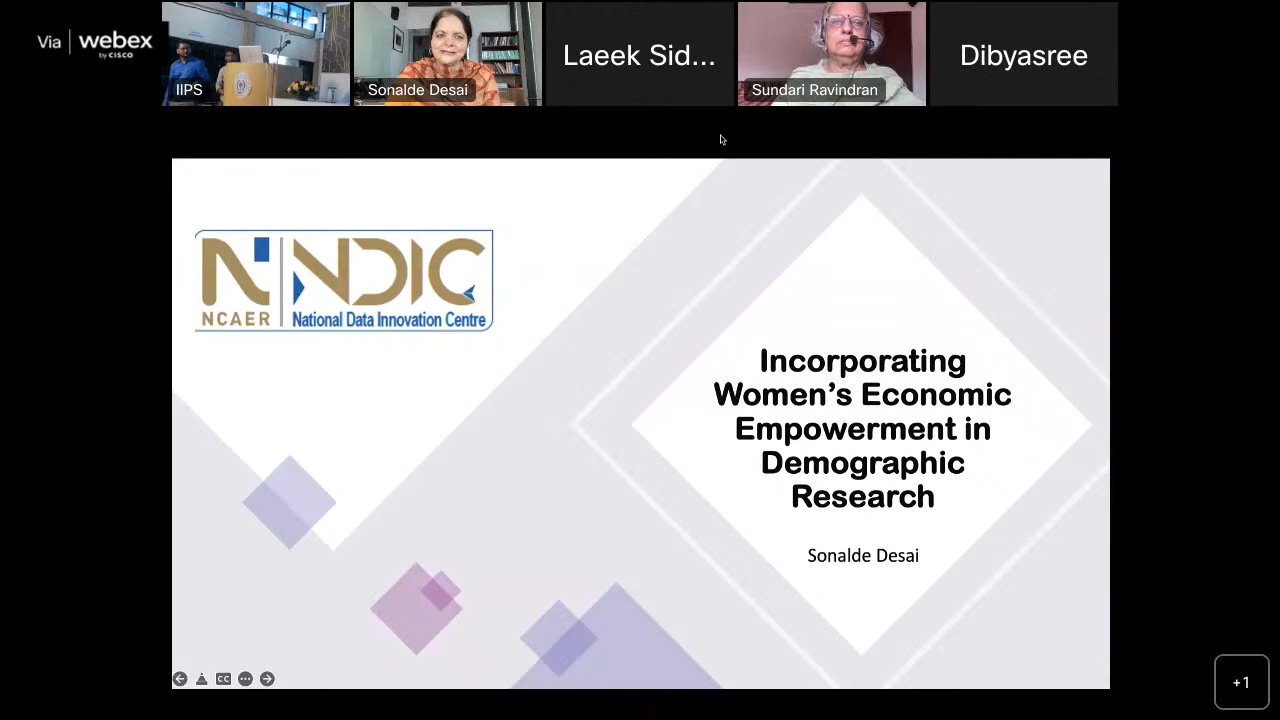 Via webex
by CISCO
IIPS
Sonalde Desai
Laeek Sid...
Sundari Ravindran
Dibyasree
NCAER
NDIC
National Data Innovation Centre
Incorporating
Women's Economic
Empowerment in
Demographic
Research
Sonalde Desai
CC
+1